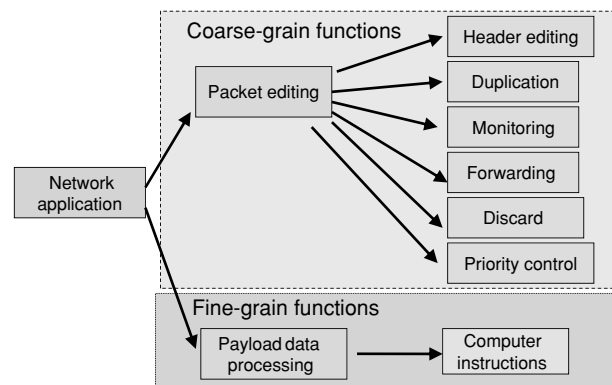 Coarse-grain functions
Header editing
Packet editing
Duplication
Monitoring
Forwarding
Network
application
Discard
Priority control
Fine-grain functions
Payload data
processing
Computer
instructions